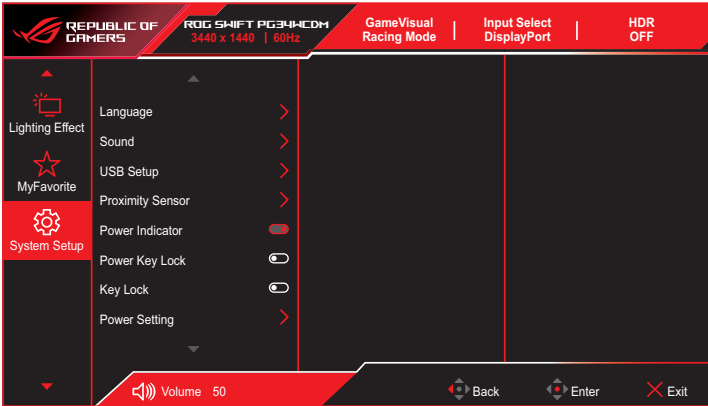 REPUBLIC OF
GAMERS
ROG SWIFT PG34WCDM
3440 x 1440 | 60Hz
GameVisual
Racing Mode
Input Select
DisplayPort
HDR
OFF
Lighting Effect
MyFavorite
System Setup
Language
Sound
USB Setup
Proximity Sensor
Power Indicator
Power Key Lock
Key Lock
Power Setting
Volume 50
Back
Enter
Exit